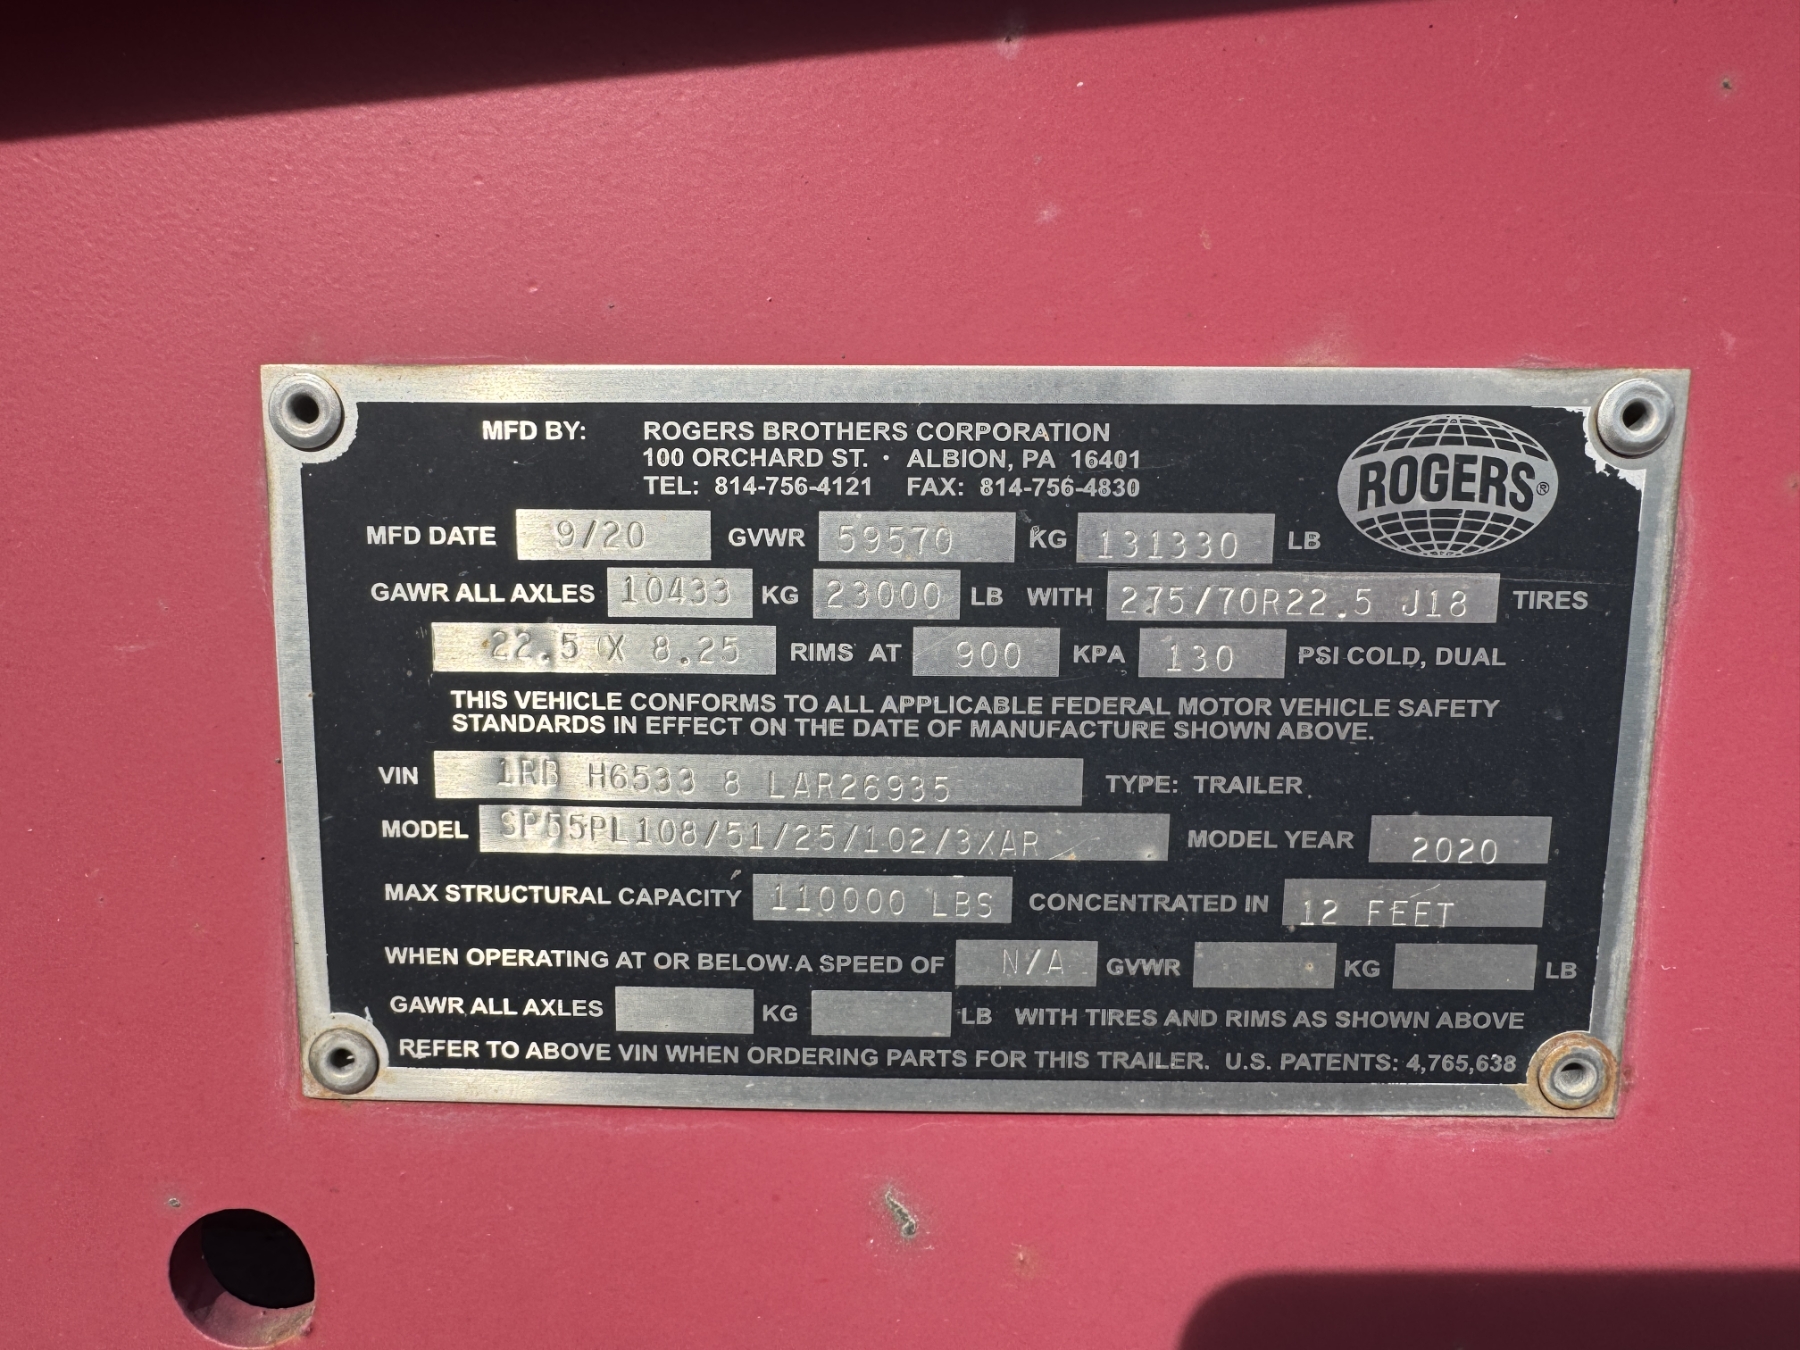 MFD BY: ROGERS BROTHERS CORPORATION
100 ORCHARD ST. · ALBION, PA 16401
TEL: 814-756-4121 FAX: 814-756-4830
ROGERS®
MFD DATE 9/20 GVWR 59570 KG 131330 LB
GAWR ALL AXLES 10433 KG 23000 LB WITH 275/70R22.5 J18 TIRES
22.5 X 8.25 RIMS AT 900 KPA 130 PSI COLD, DUAL
THIS VEHICLE CONFORMS TO ALL APPLICABLE FEDERAL MOTOR VEHICLE SAFETY
STANDARDS IN EFFECT ON THE DATE OF MANUFACTURE SHOWN ABOVE.
VIN 1RB H6533 8 LAR26935 TYPE: TRAILER
MODEL SP55PL108/51/25/102/3XAR MODEL YEAR 2020
MAX STRUCTURAL CAPACITY 110000 LBS CONCENTRATED IN 12 FEET
WHEN OPERATING AT OR BELOW A SPEED OF N/A GVWR KG LB
GAWR ALL AXLES KG LB WITH TIRES AND RIMS AS SHOWN ABOVE
REFER TO ABOVE VIN WHEN ORDERING PARTS FOR THIS TRAILER. U.S. PATENTS: 4,765,638